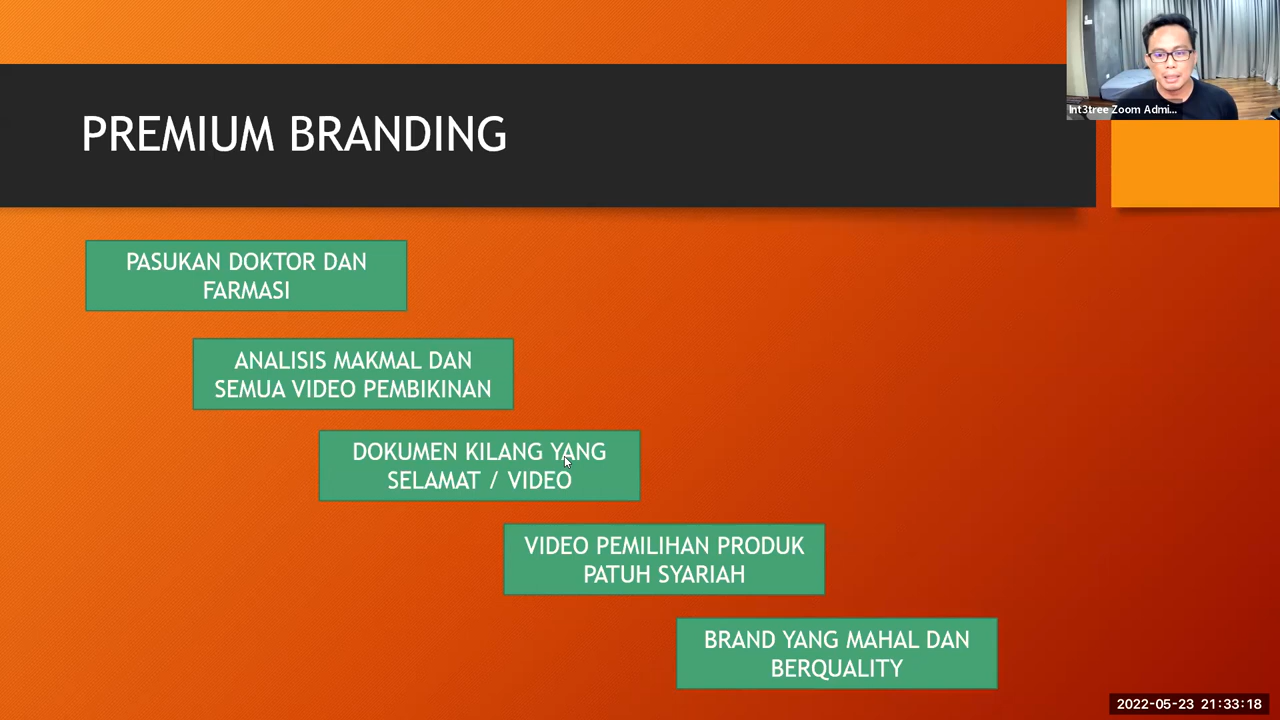 Int3tree Zoom Admi...
PREMIUM BRANDING
PASUKAN DOKTOR DAN
FARMASI
ANALISIS MAKMAL DAN
SEMUA VIDEO PEMBIKINAN
DOKUMEN KILANG YANG
SELAMAT / VIDEO
VIDEO PEMILIHAN PRODUK
PATUH SYARIAH
BRAND YANG MAHAL DAN
BERQUALITY
2022-05-23 21:33:18